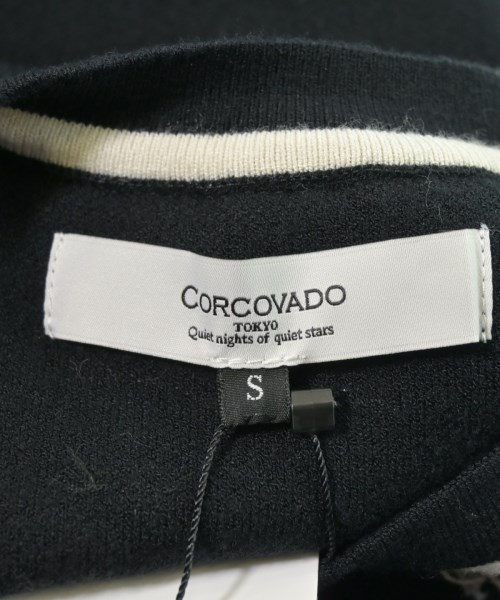 CORCOVADO
TOKYO
Quiet nights of quiet stars
S